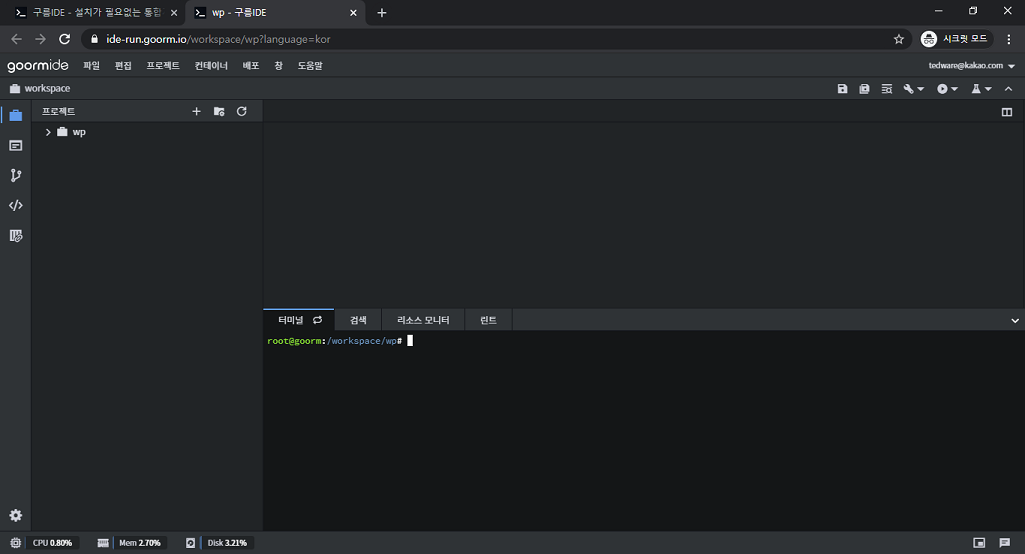 구름IDE - 설치가 필요없는 통합
wp - 구름IDE
ide-run.goorm.io/workspace/wp?language=kor
시크릿 모드
goormide 파일 편집 프로젝트 컨테이너 배포 창 도움말 tedware@kakao.com
workspace
프로젝트
wp
터미널 검색 리소스 모니터 린트
root@goorm:/workspace/wp#
CPU 0.80% Mem 2.70% Disk 3.21%